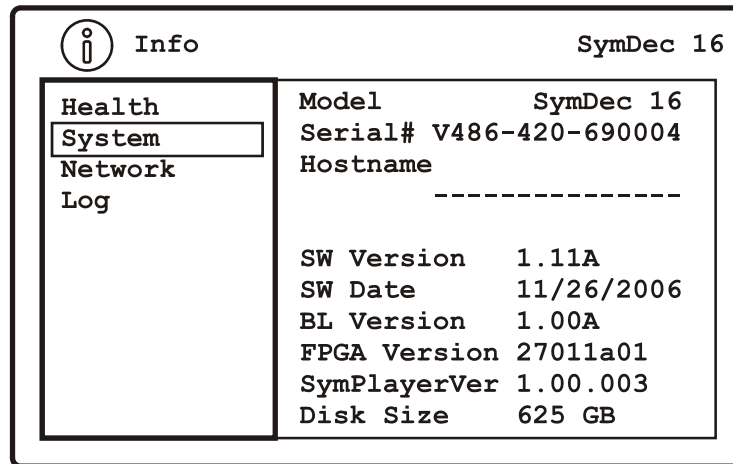 Info SymDec 16
Health
System
Network
Log
Model SymDec 16
Serial# V486-420-690004
Hostname
---------------
SW Version 1.11A
SW Date 11/26/2006
BL Version 1.00A
FPGA Version 27011a01
SymPlayerVer 1.00.003
Disk Size 625 GB